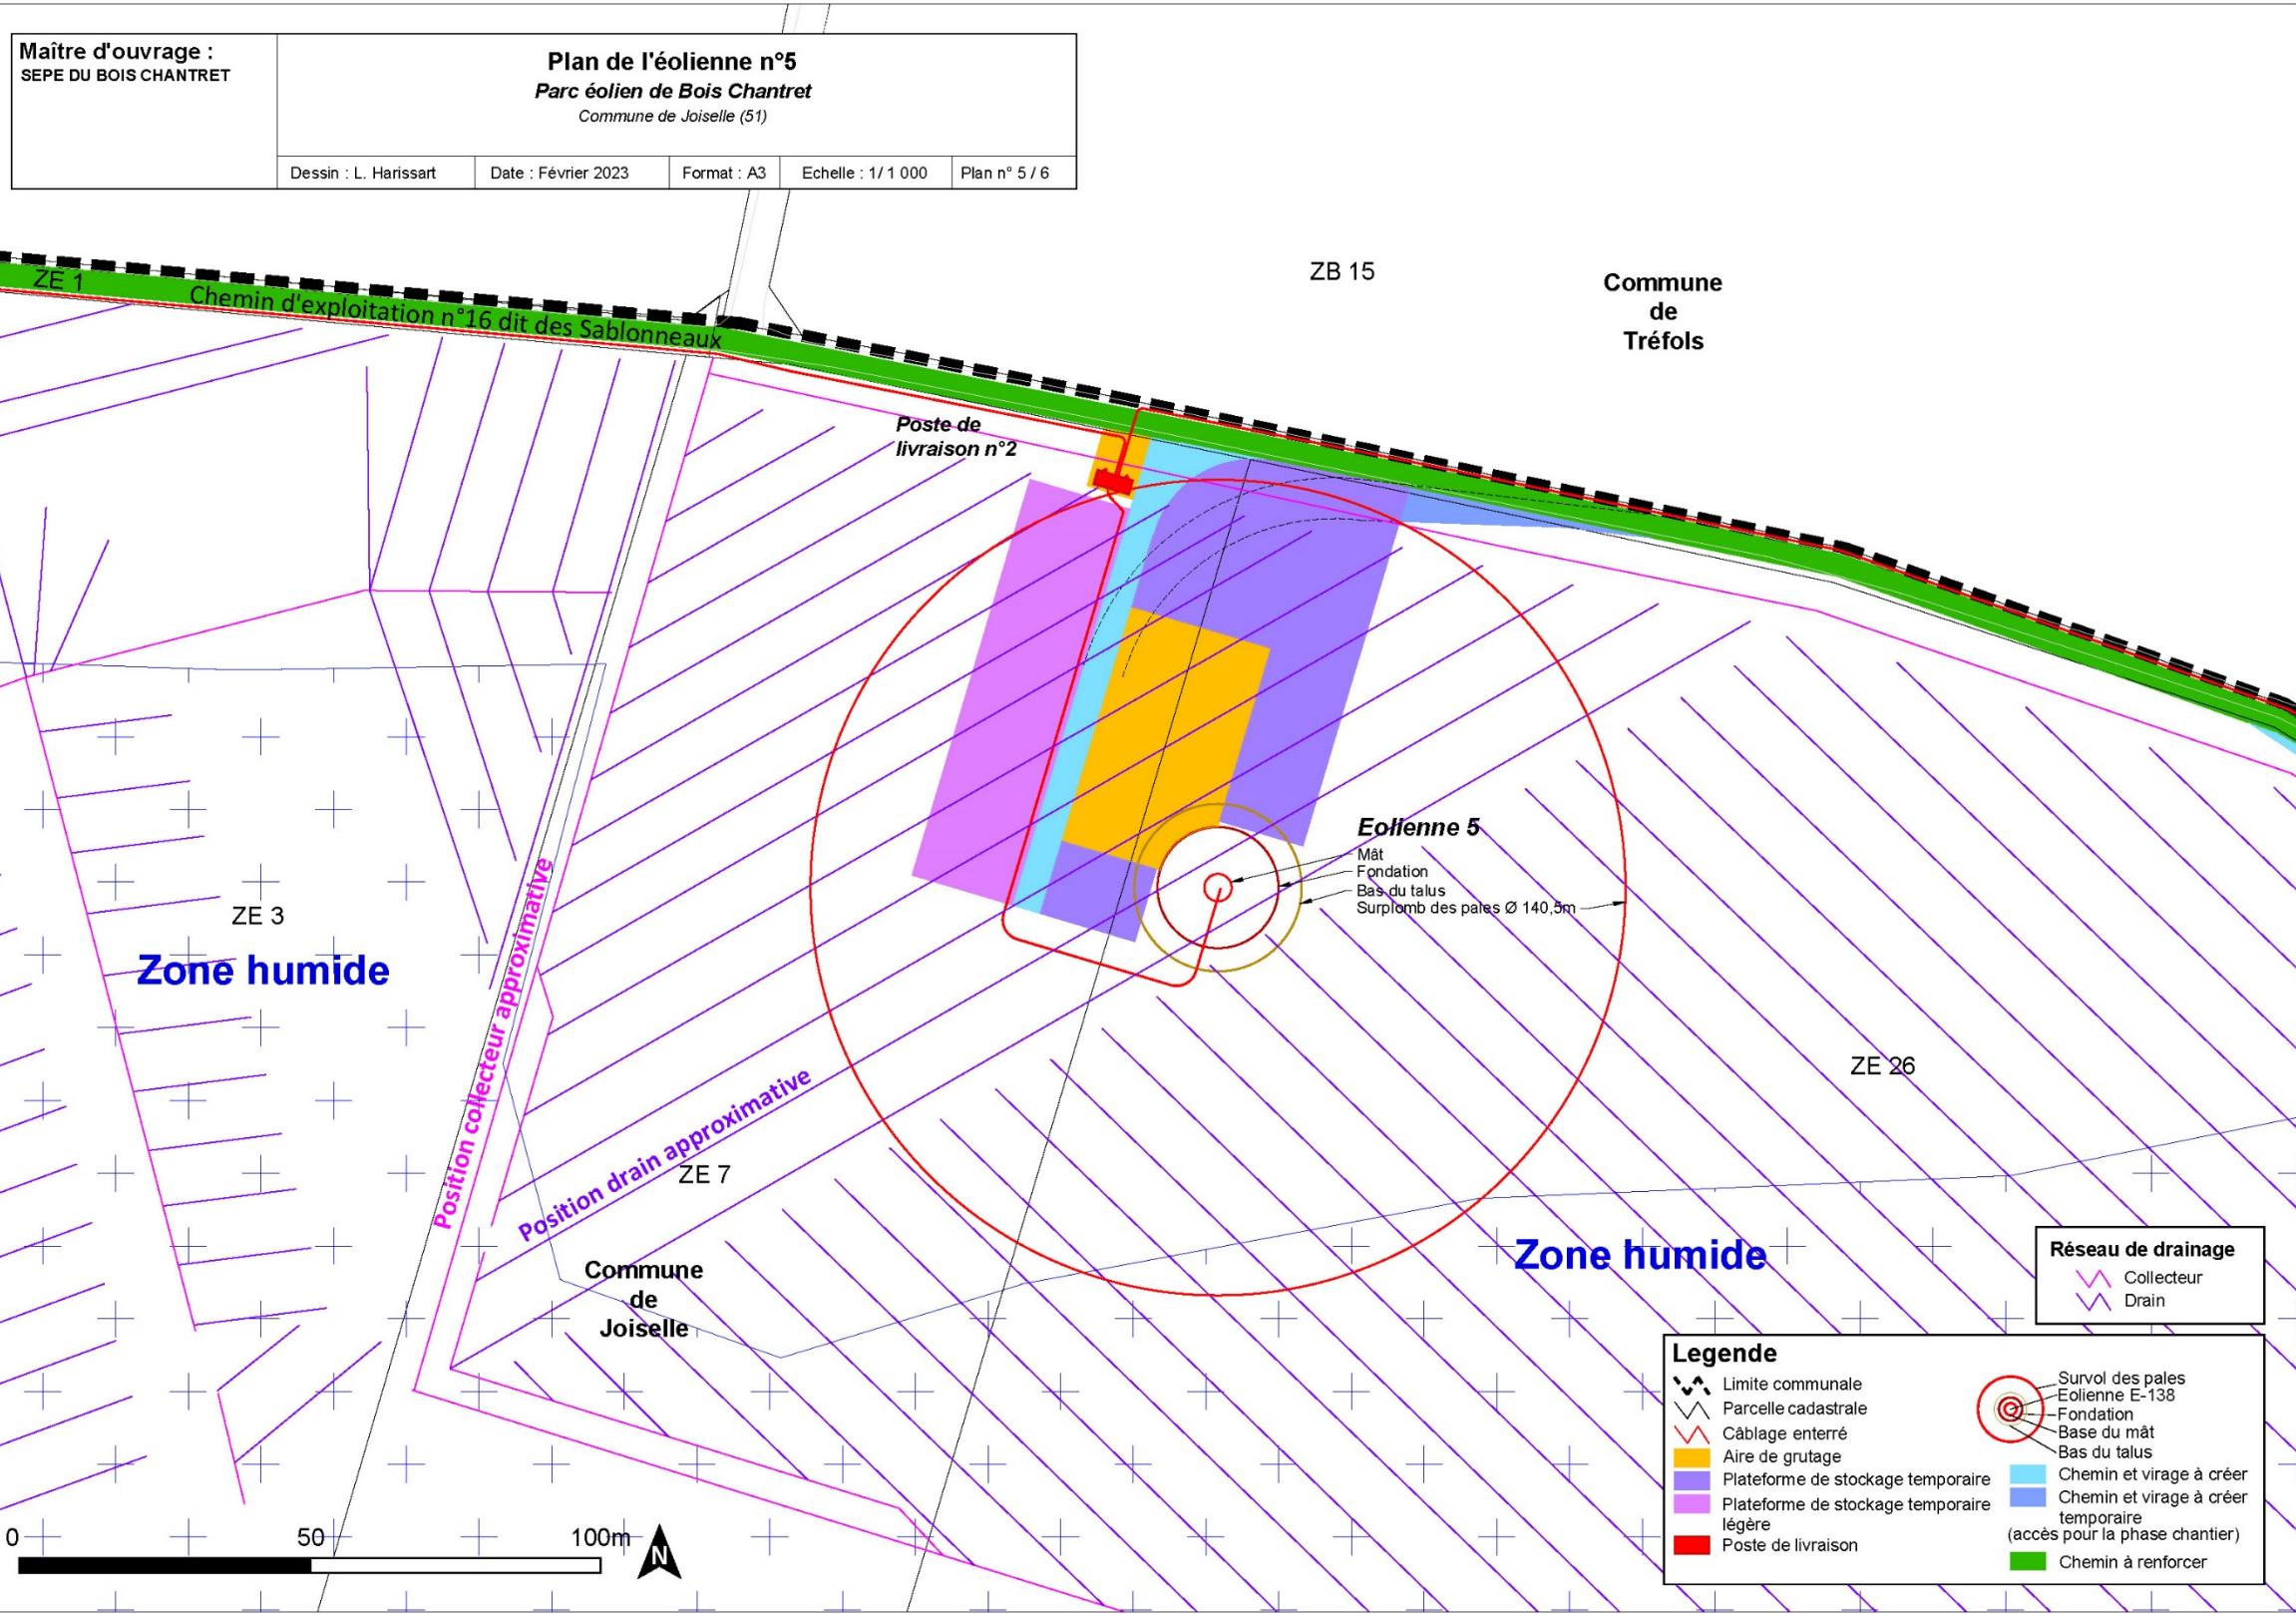 Maître d'ouvrage :
SEPE DU BOIS CHANTRET
Plan de l'éolienne n°5
Parc éolien de Bois Chantret
Commune de Joiselle (51)
Dessin : L. Harissart
Date : Février 2023
Format : A3
Echelle : 1/ 1 000
Plan n° 5 / 6
ZE 1
Chemin d'exploitation n°16 dit des Sablonneaux
ZB 15
Commune
de
Tréfols
Poste de
livraison n°2
Eolienne 5
Mât
Fondation
Bas du talus
Surplomb des pales Ø 140,5m
ZE 3
Zone humide
Position collecteur approximative
Position drain approximative
ZE 7
ZE 26
Commune
de
Joiselle
Zone humide
Réseau de drainage
Collecteur
Drain
Legende
Limite communale
Parcelle cadastrale
Câblage enterré
Aire de grutage
Plateforme de stockage temporaire
Plateforme de stockage temporaire
légère
Poste de livraison
Survol des pales
Eolienne E-138
Fondation
Base du mât
Bas du talus
Chemin et virage à créer
Chemin et virage à créer
temporaire
(accès pour la phase chantier)
Chemin à renforcer
0
50
100m
N